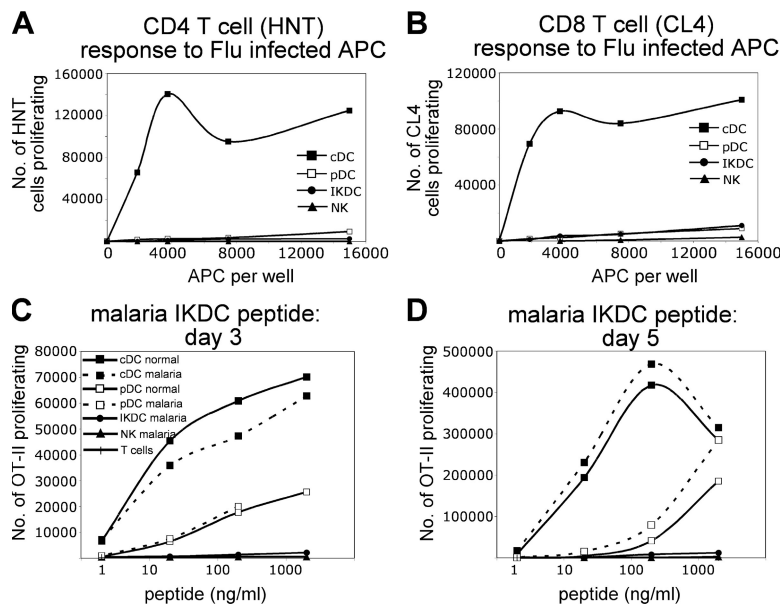 A
CD4 T cell (HNT)
response to Flu infected APC
No. of HNT
cells proliferating
160000
120000
80000
40000
0
4000
8000
12000
16000
APC per well
cDC
pDC
IKDC
NK
B
CD8 T cell (CL4)
response to Flu infected APC
No. of CL4
cells proliferating
120000
80000
40000
0
4000
8000
12000
16000
APC per well
cDC
pDC
IKDC
NK
C
malaria IKDC peptide:
day 3
No. of OT-II proliferating
80000
70000
60000
50000
40000
30000
20000
10000
1
10
100
1000
peptide (ng/ml)
cDC normal
cDC malaria
pDC normal
pDC malaria
IKDC malaria
NK malaria
T cells
D
malaria IKDC peptide:
day 5
No. of OT-II proliferating
500000
400000
300000
200000
100000
1
10
100
1000
peptide (ng/ml)